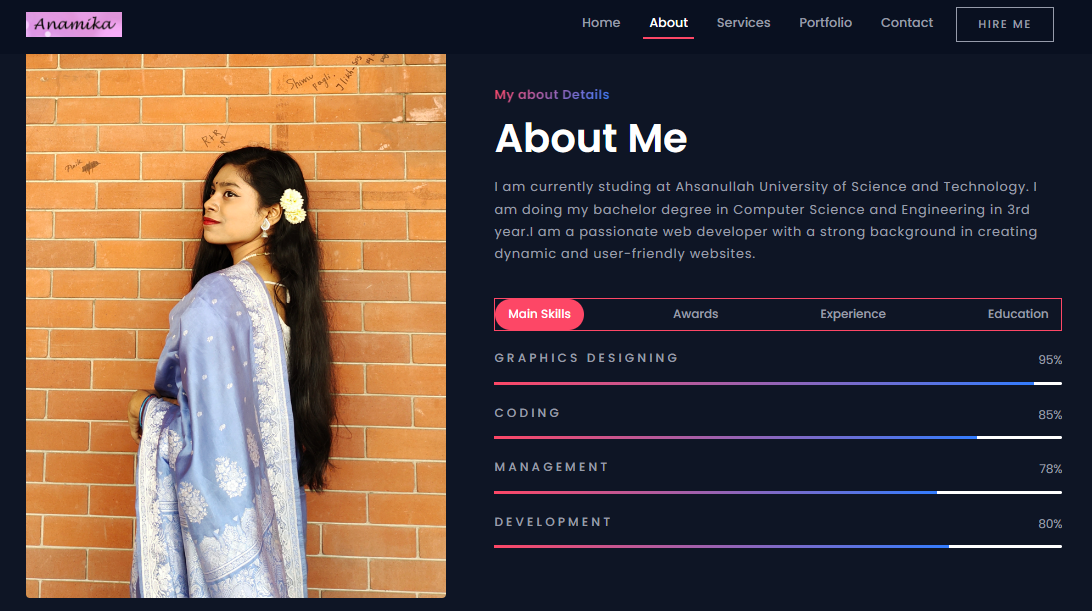 Anamika
Home About Services Portfolio Contact HIRE ME
My about Details
About Me
I am currently studing at Ahsanullah University of Science and Technology. I
am doing my bachelor degree in Computer Science and Engineering in 3rd
year.I am a passionate web developer with a strong background in creating
dynamic and user-friendly websites.
Main Skills Awards Experience Education
GRAPHICS DESIGNING 95%
CODING 85%
MANAGEMENT 78%
DEVELOPMENT 80%